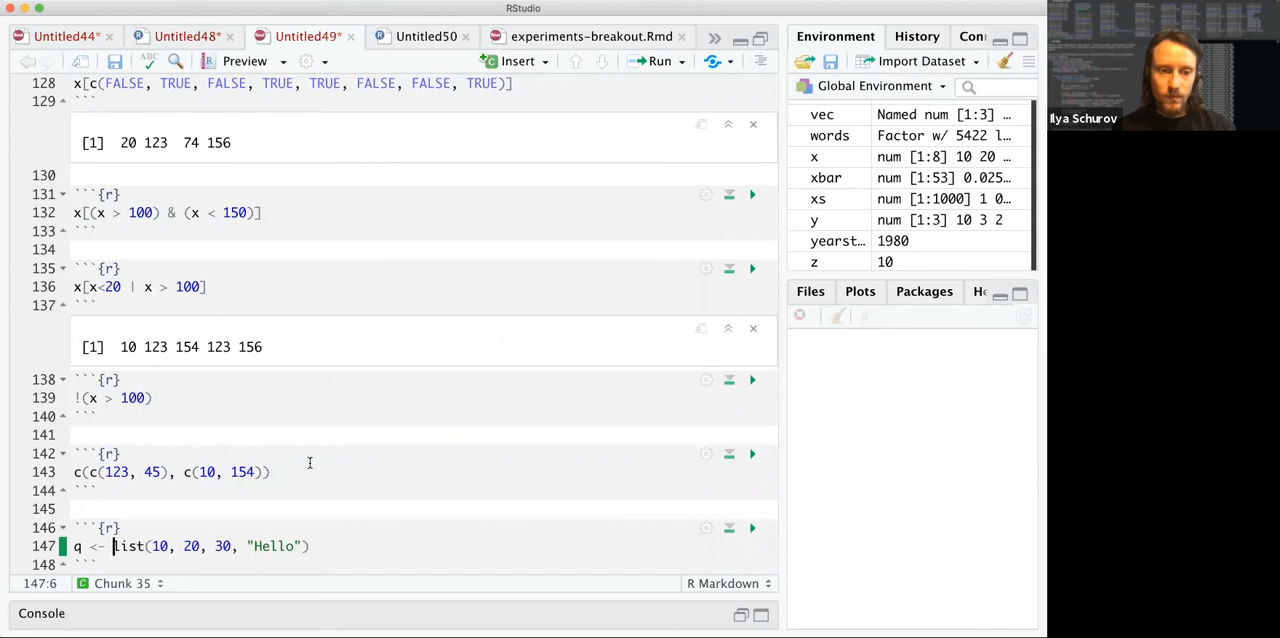 RStudio
Untitled44* × Untitled48* × Untitled49* × Untitled50 × experiments-breakout.Rmd ×
ABC Preview Insert Run
128 x[c(FALSE, TRUE, FALSE, TRUE, TRUE, FALSE, FALSE, TRUE)]
129 ```
[1]  20 123  74 156
130
131 ```{r}
132 x[(x > 100) & (x < 150)]
133 ```
134
135 ```{r}
136 x[x<20 | x > 100]
137 ```
[1]  10 123 154 123 156
138 ```{r}
139 !(x > 100)
140 ```
141
142 ```{r}
143 c(c(123, 45), c(10, 154))
144 ```
145
146 ```{r}
147 q <- list(10, 20, 30, "Hello")
148 ```
147:6 C Chunk 35 R Markdown
Console
Environment History Con
Import Dataset
Global Environment
vec Named num [1:3] …
words Factor w/ 5422 l…
x num [1:8] 10 20 …
xbar num [1:53] 0.025…
xs num [1:1000] 1 0…
y num [1:3] 10 3 2
yearst… 1980
z 10
Files Plots Packages He
Ilya Schurov